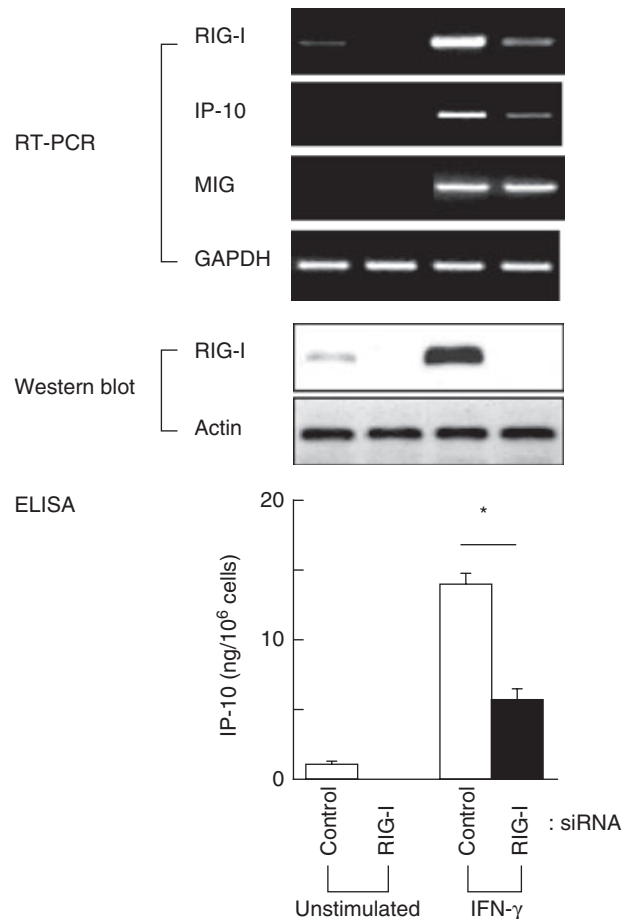 RIG-I
IP-10
RT-PCR
MIG
GAPDH
RIG-I
Western blot
Actin
ELISA
20
*
IP-10 (ng/10⁶ cells)
10
0
Control
RIG-I
Control
RIG-I
: siRNA
Unstimulated
IFN-γ